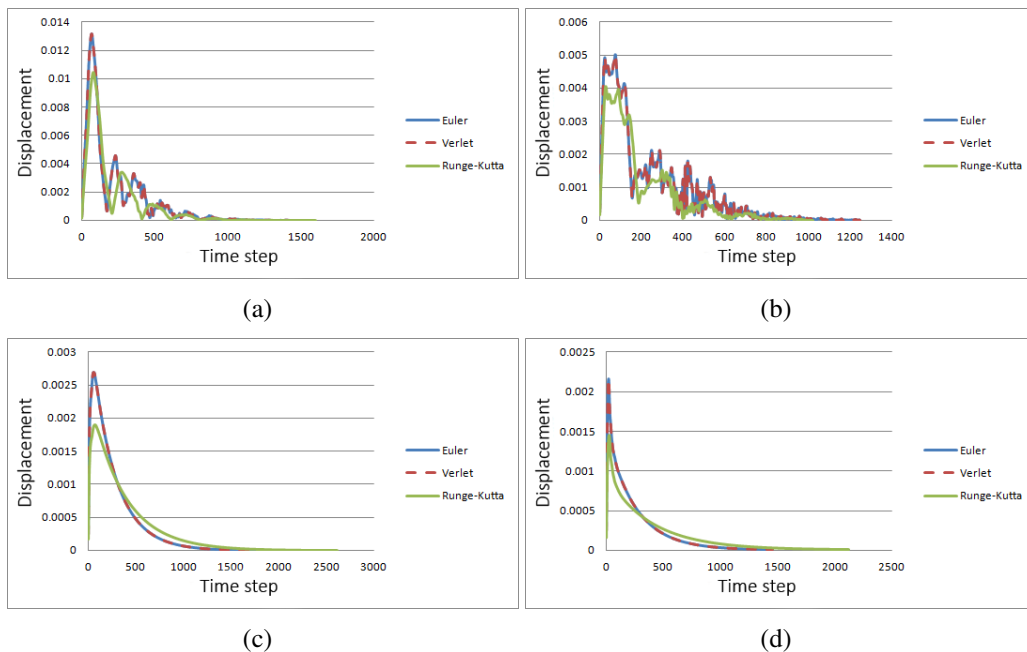 0.014
0.012
0.01
0.008
0.006
0.004
0.002
0
Displacement
0 500 1000 1500 2000
Time step
Euler
Verlet
Runge-Kutta
(a)
0.006
0.005
0.004
0.003
0.002
0.001
0
Displacement
0 200 400 600 800 1000 1200 1400
Time step
Euler
Verlet
Runge-Kutta
(b)
0.003
0.0025
0.002
0.0015
0.001
0.0005
0
Displacement
0 500 1000 1500 2000 2500 3000
Time step
Euler
Verlet
Runge-Kutta
(c)
0.0025
0.002
0.0015
0.001
0.0005
0
Displacement
0 500 1000 1500 2000 2500
Time step
Euler
Verlet
Runge-Kutta
(d)